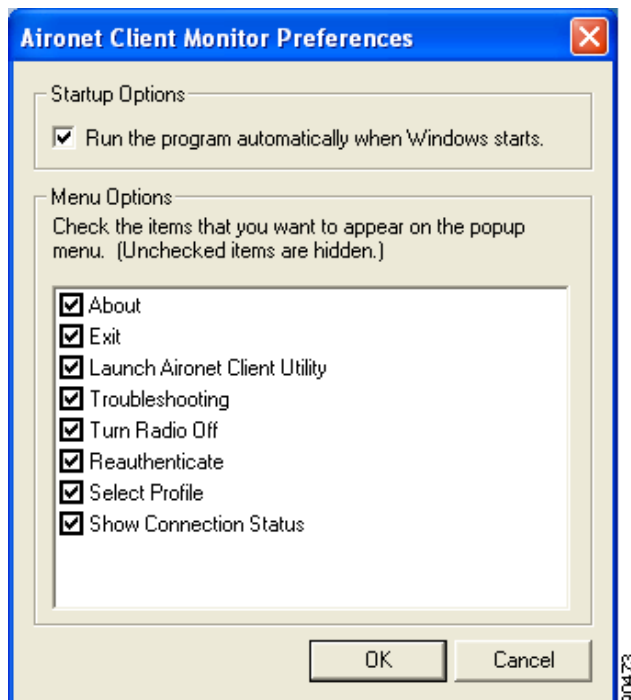 Aironet Client Monitor Preferences
Startup Options
Run the program automatically when Windows starts.
Menu Options
Check the items that you want to appear on the popup
menu. (Unchecked items are hidden.)
About
Exit
Launch Aironet Client Utility
Troubleshooting
Turn Radio Off
Reauthenticate
Select Profile
Show Connection Status
OK
Cancel